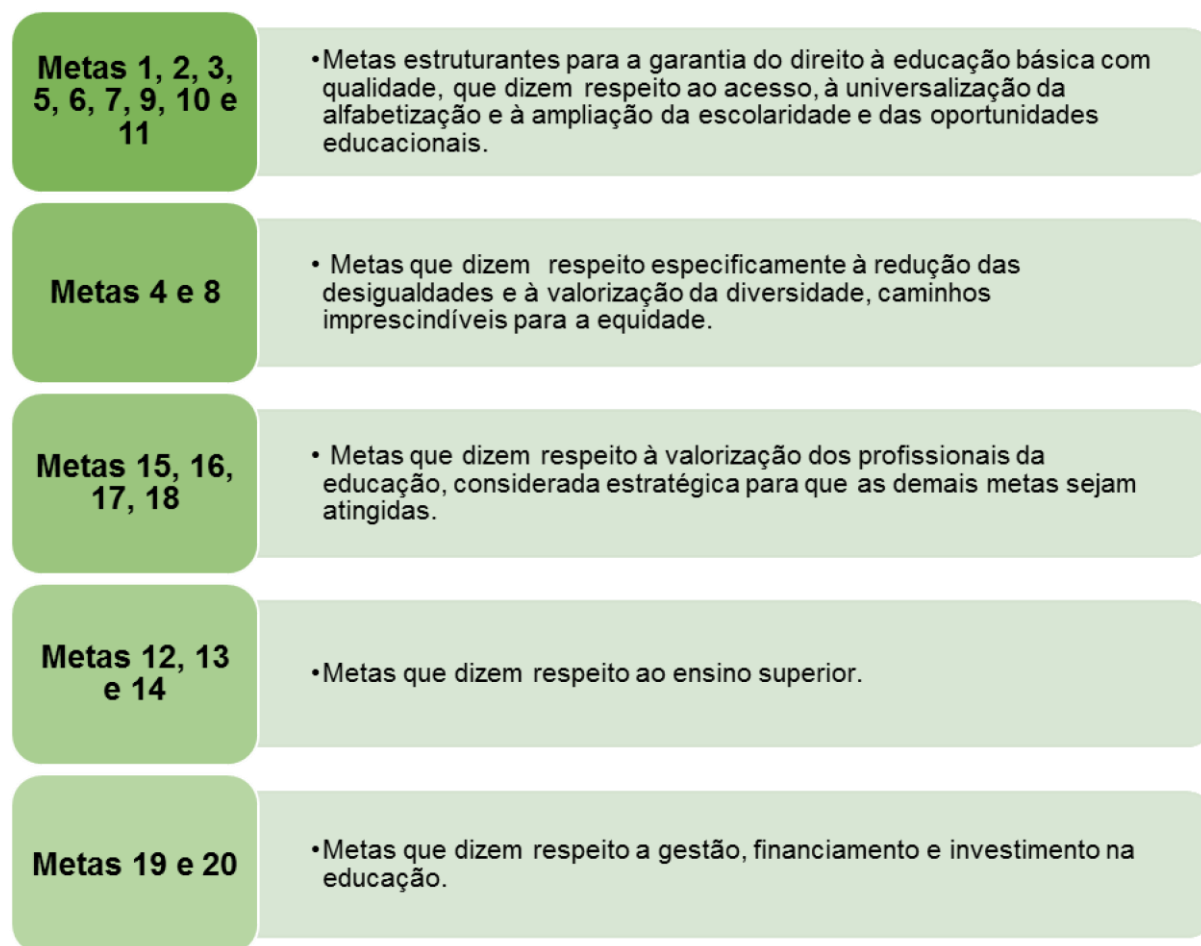 Metas 1, 2, 3,
5, 6, 7, 9, 10 e
11
•Metas estruturantes para a garantia do direito à educação básica com
qualidade, que dizem respeito ao acesso, à universalização da
alfabetização e à ampliação da escolaridade e das oportunidades
educacionais.
Metas 4 e 8
• Metas que dizem respeito especificamente à redução das
desigualdades e à valorização da diversidade, caminhos
imprescindíveis para a equidade.
Metas 15, 16,
17, 18
• Metas que dizem respeito à valorização dos profissionais da
educação, considerada estratégica para que as demais metas sejam
atingidas.
Metas 12, 13
e 14
•Metas que dizem respeito ao ensino superior.
Metas 19 e 20
•Metas que dizem respeito a gestão, financiamento e investimento na
educação.